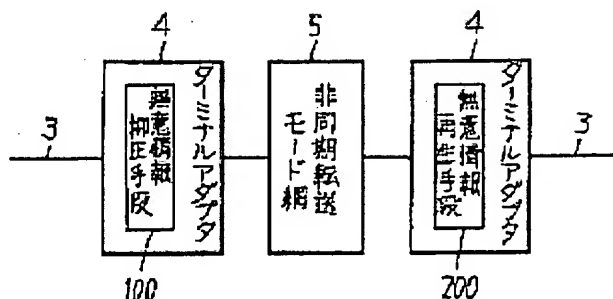 4
5
4
3
ターミナルアダプタ
無意情報
抑圧手段
非同期転送
モード網
ターミナルアダプタ
無意情報
再生手段
3
100
200